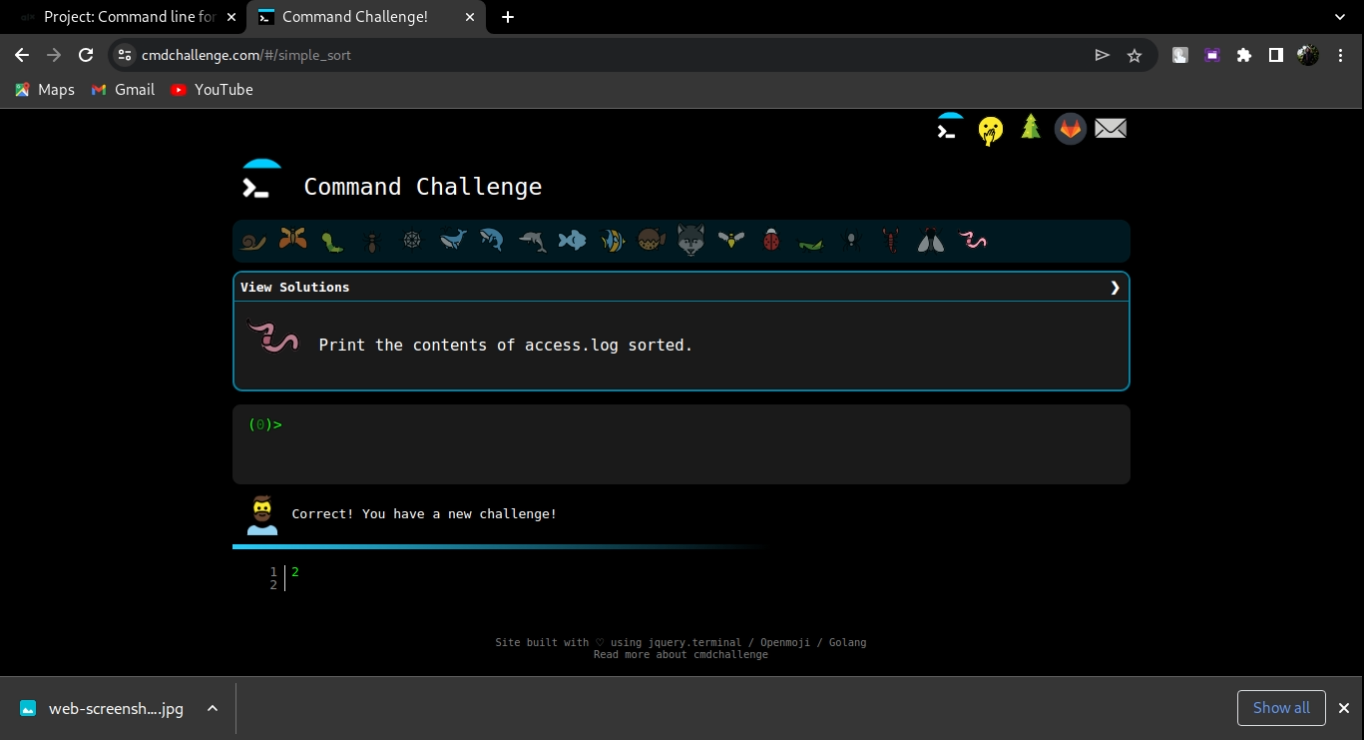 Project: Command line for
Command Challenge!
cmdchallenge.com/#/simple_sort
Maps Gmail YouTube
Command Challenge
View Solutions
Print the contents of access.log sorted.
(0)>
Correct! You have a new challenge!
1 2
2
Site built with ♡ using jquery.terminal / Openmoji / Golang
Read more about cmdchallenge
web-screensh....jpg
Show all